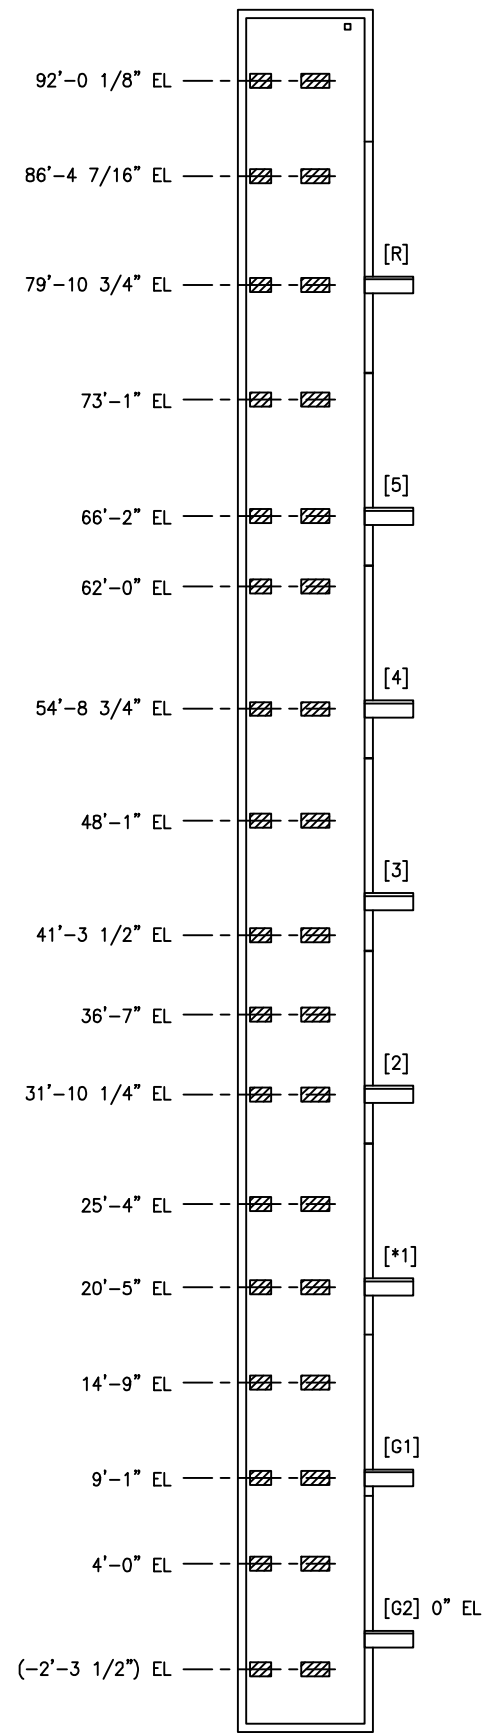 92'-0 1/8" EL
86'-4 7/16" EL
[R]
79'-10 3/4" EL
73'-1" EL
[5]
66'-2" EL
62'-0" EL
[4]
54'-8 3/4" EL
48'-1" EL
[3]
41'-3 1/2" EL
36'-7" EL
[2]
31'-10 1/4" EL
25'-4" EL
[*1]
20'-5" EL
14'-9" EL
[G1]
9'-1" EL
4'-0" EL
[G2] 0" EL
(-2'-3 1/2") EL